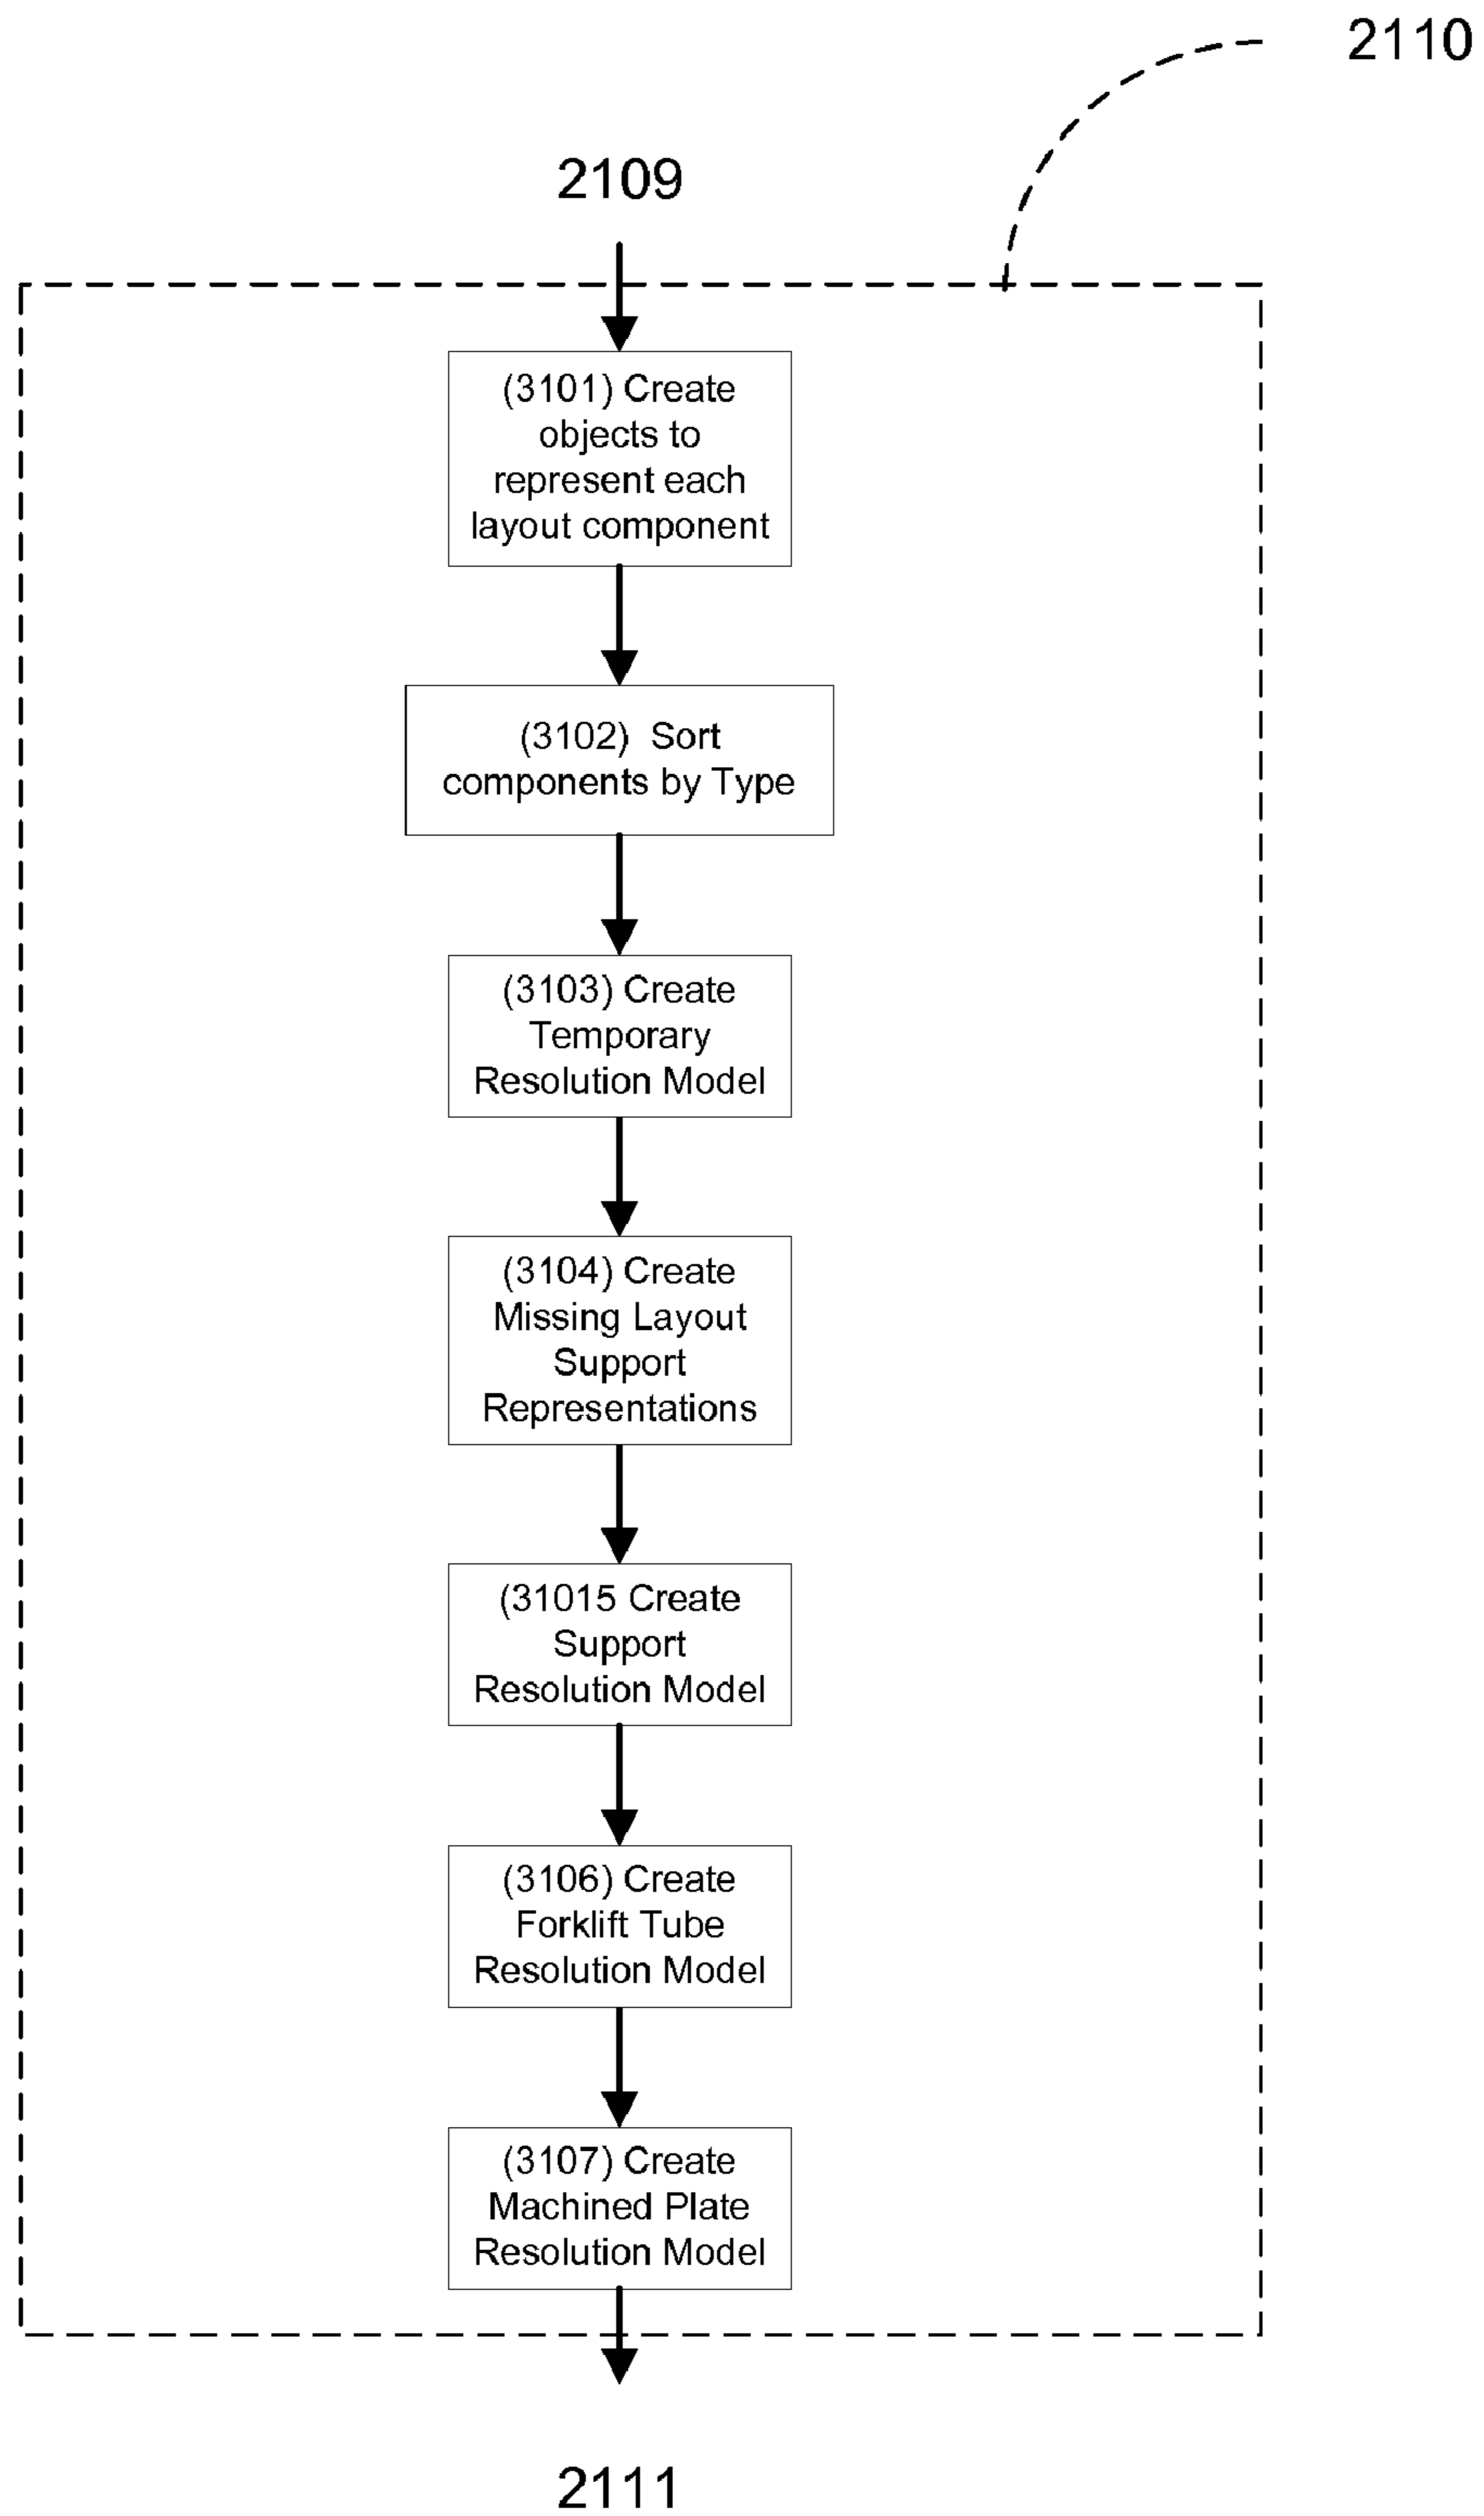 2110
2109
(3101) Create
objects to
represent each
layout component
(3102) Sort
components by Type
(3103) Create
Temporary
Resolution Model
(3104) Create
Missing Layout
Support
Representations
(31015 Create
Support
Resolution Model
(3106) Create
Forklift Tube
Resolution Model
(3107) Create
Machined Plate
Resolution Model
2111